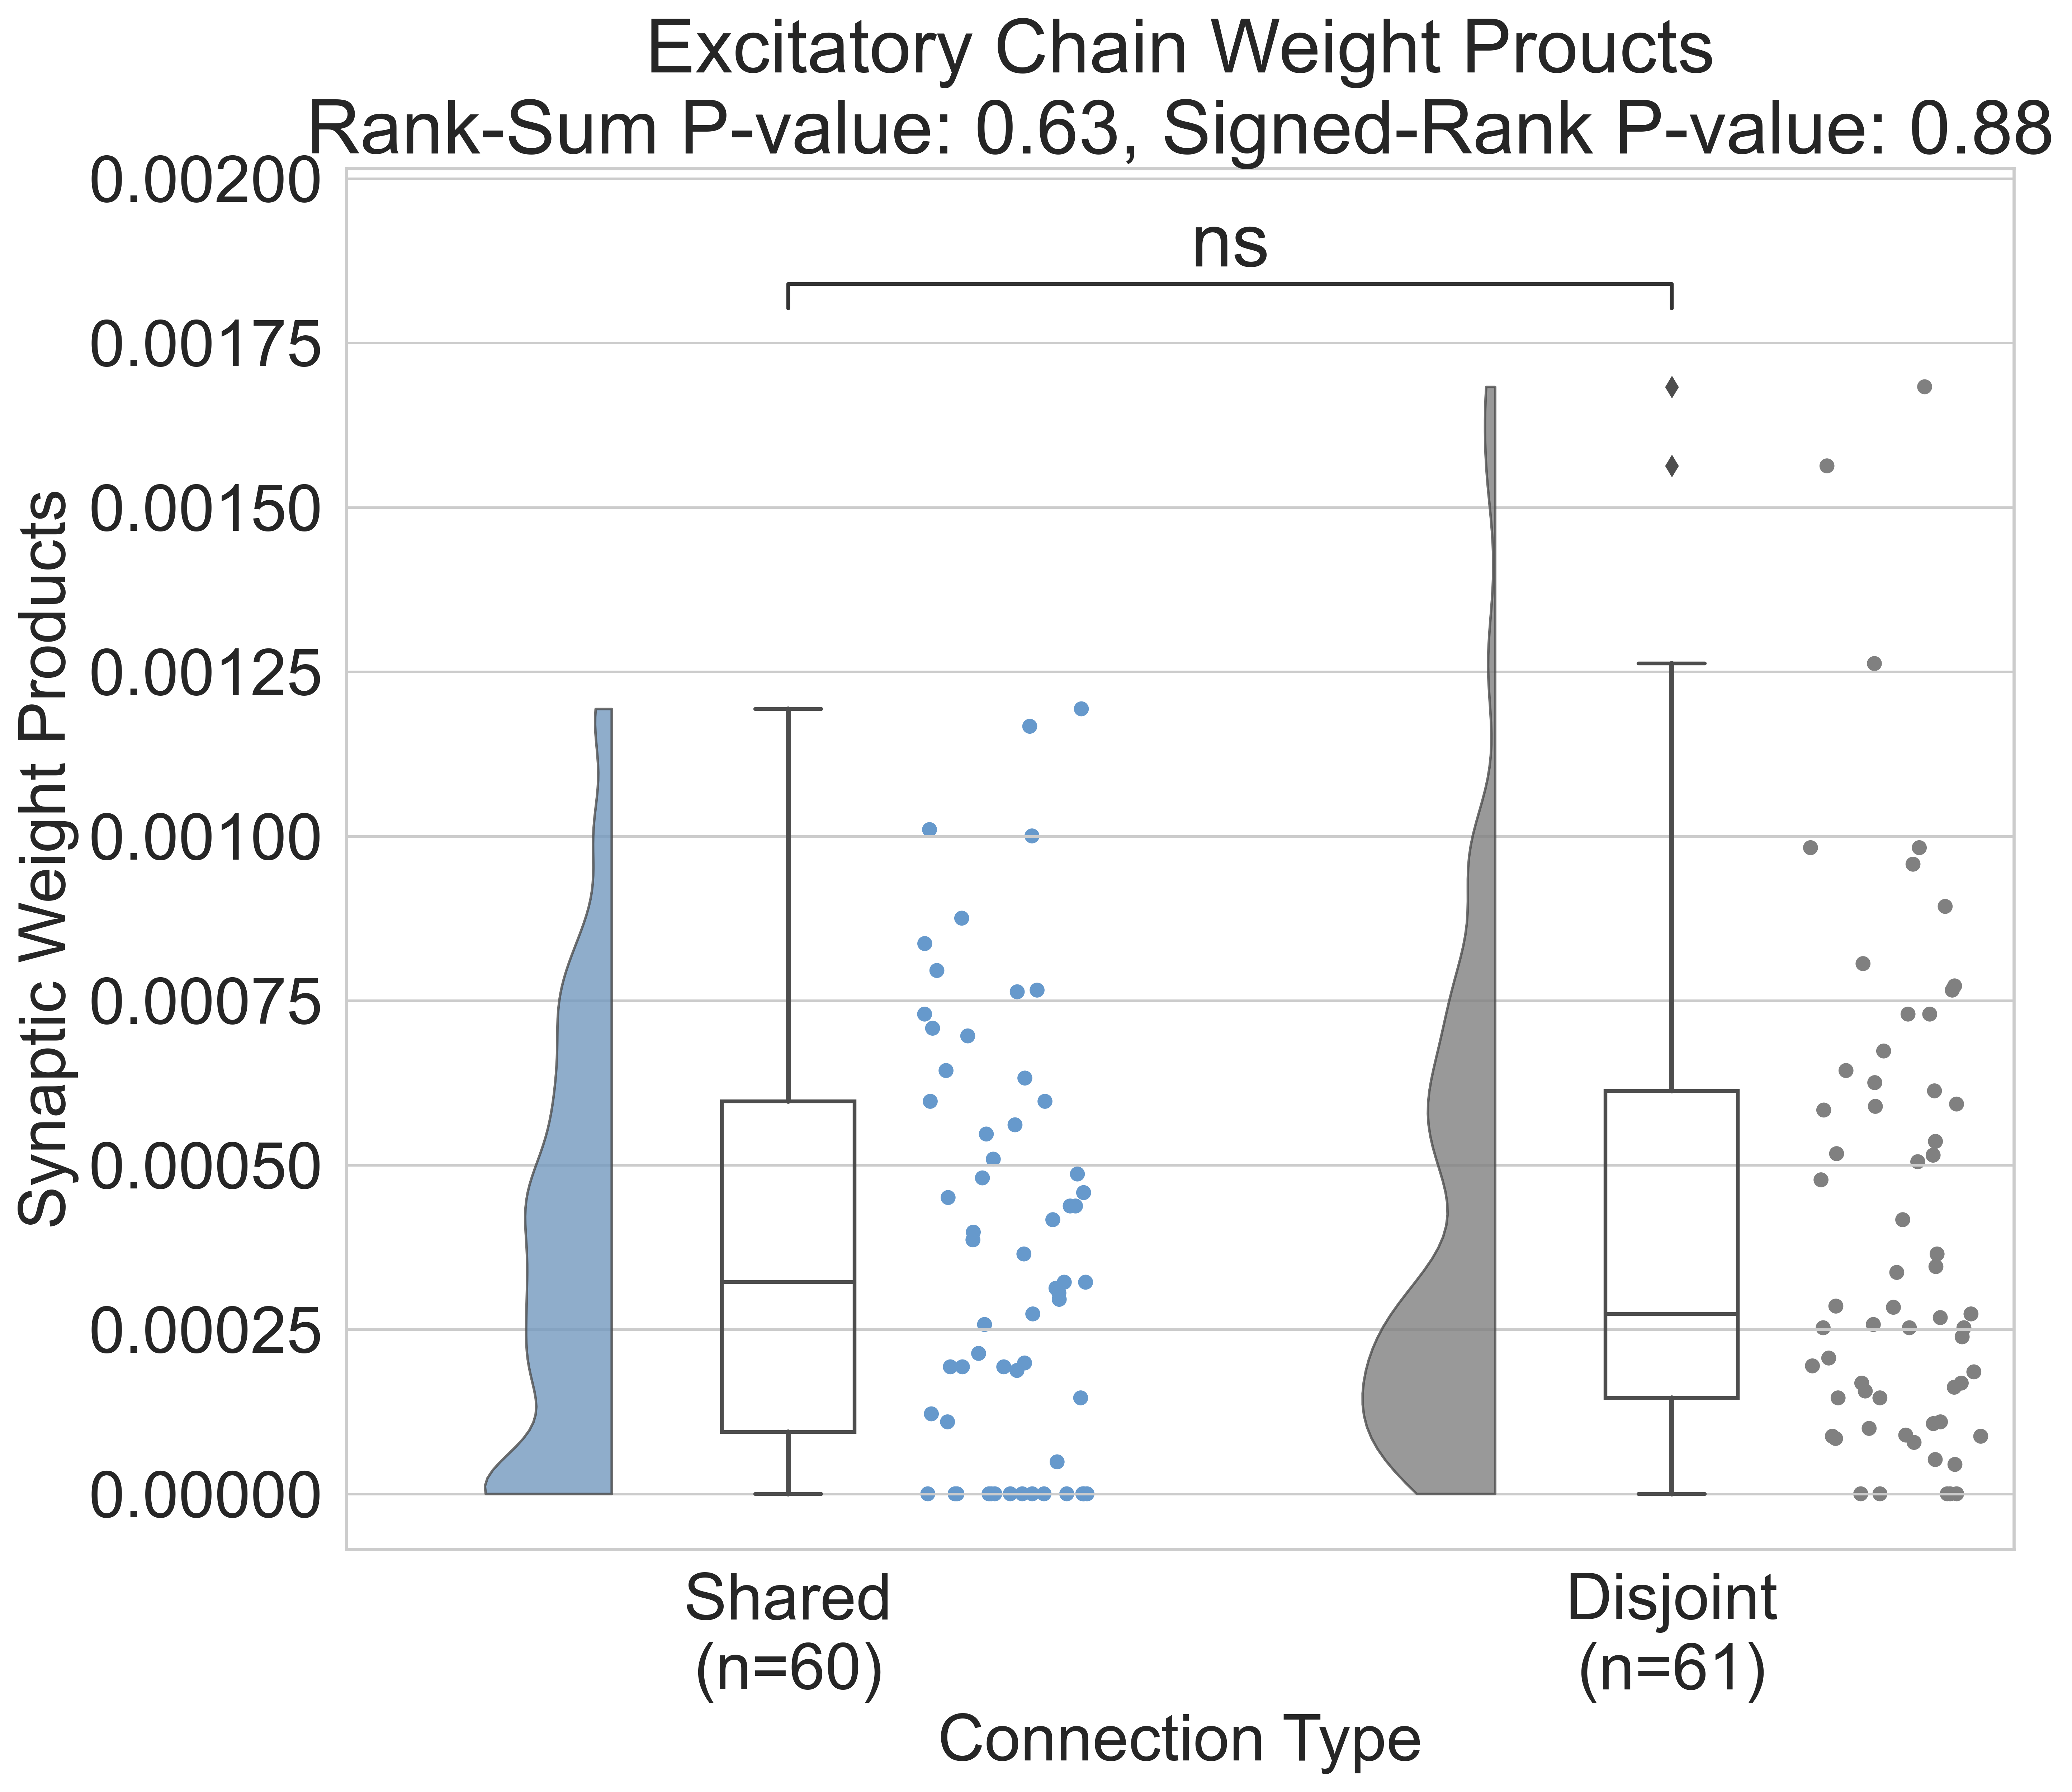 Excitatory Chain Weight Proucts
Rank-Sum P-value: 0.63, Signed-Rank P-value: 0.88
0.00200
0.00175
0.00150
0.00125
0.00100
0.00075
0.00050
0.00025
0.00000
Synaptic Weight Products
ns
Shared
(n=60)
Disjoint
(n=61)
Connection Type